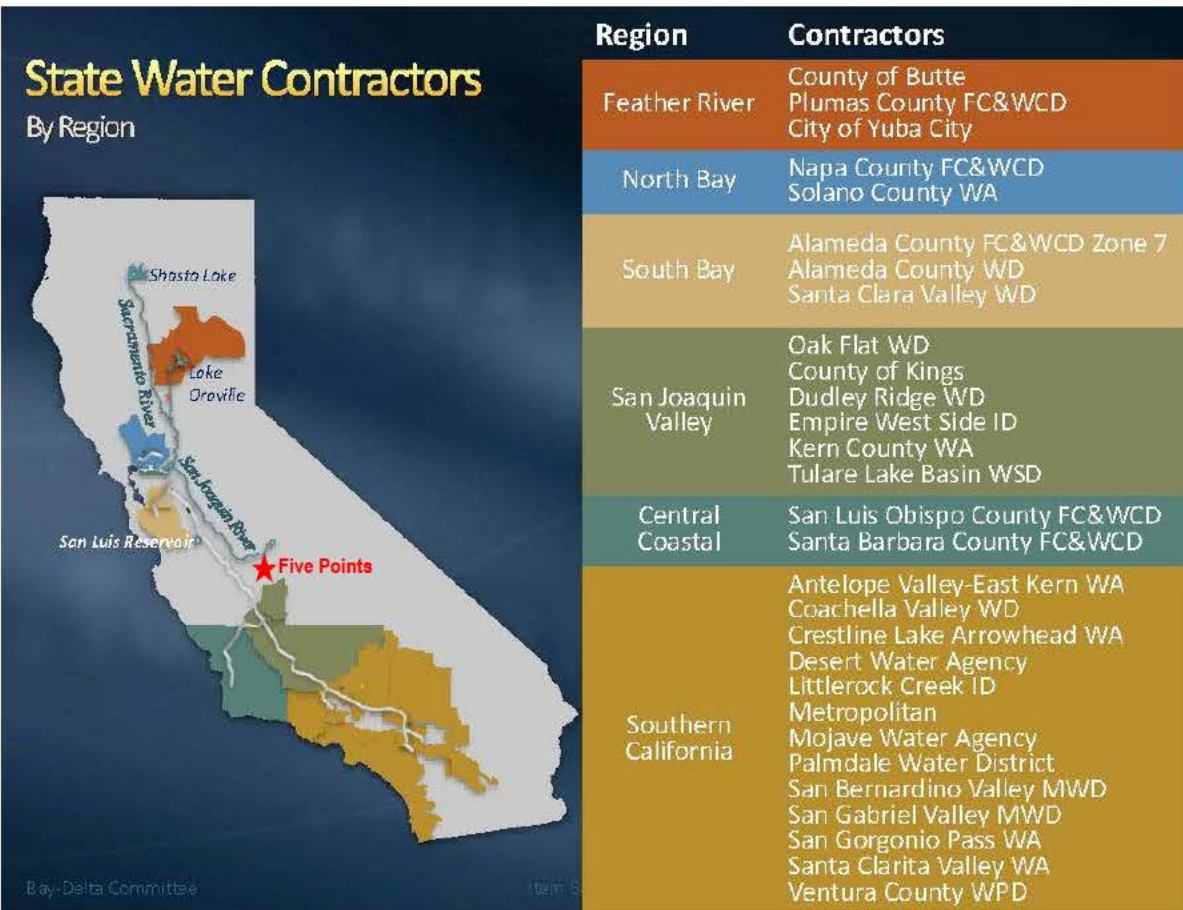 State Water Contractors
By Region
Shasta Lake
Sacramento River
Lake
Oroville
San Joaquin River
San Luis Reservoir
Five Points
Bay-Delta Committee
Item
Region Contractors
Feather River
County of Butte
Plumas County FC&WCD
City of Yuba City
North Bay
Napa County FC&WCD
Solano County WA
South Bay
Alameda County FC&WCD Zone 7
Alameda County WD
Santa Clara Valley WD
San Joaquin
Valley
Oak Flat WD
County of Kings
Dudley Ridge WD
Empire West Side ID
Kern County WA
Tulare Lake Basin WSD
Central
Coastal
San Luis Obispo County FC&WCD
Santa Barbara County FC&WCD
Southern
California
Antelope Valley-East Kern WA
Coachella Valley WD
Crestline Lake Arrowhead WA
Desert Water Agency
Littlerock Creek ID
Metropolitan
Mojave Water Agency
Palmdale Water District
San Bernardino Valley MWD
San Gabriel Valley MWD
San Gorgonio Pass WA
Santa Clarita Valley WA
Ventura County WPD